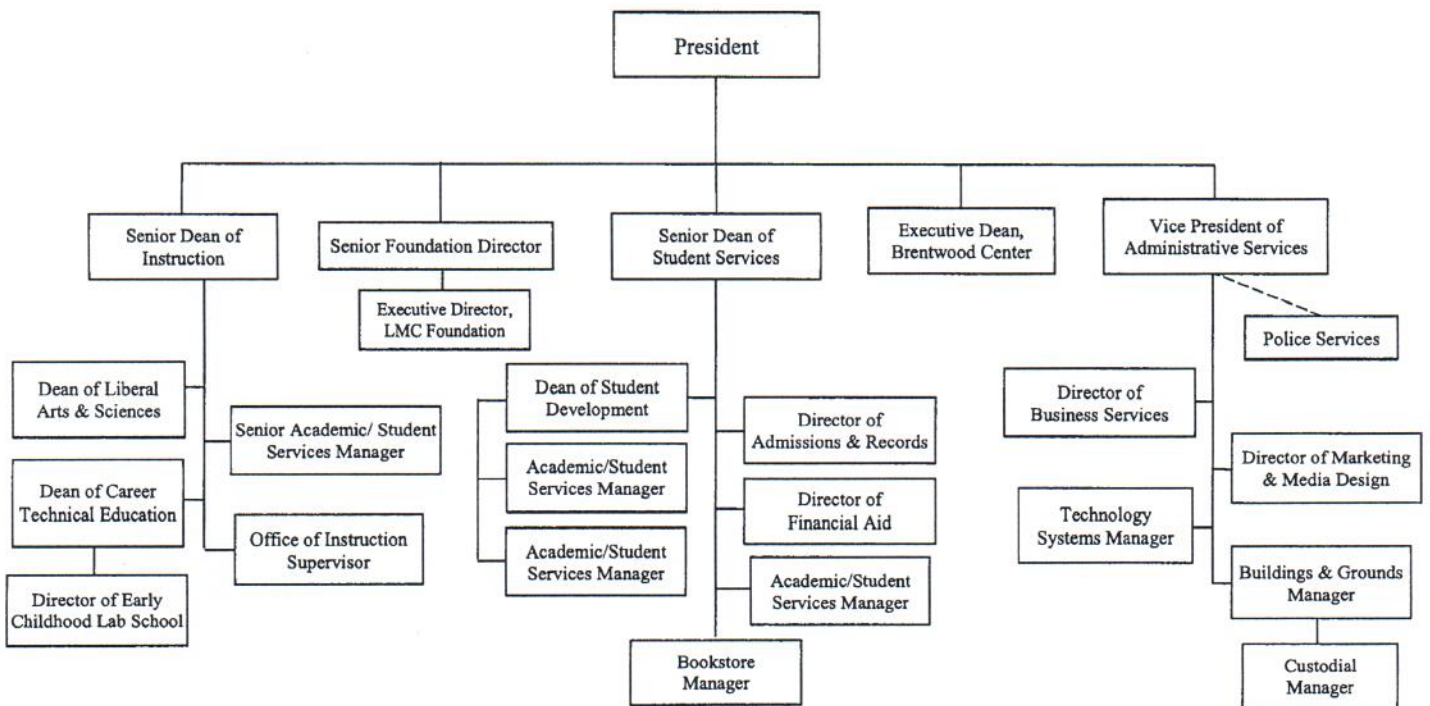 President
Senior Dean of
Instruction
Senior Foundation Director
Executive Director,
LMC Foundation
Senior Dean of
Student Services
Executive Dean,
Brentwood Center
Vice President of
Administrative Services
Police Services
Dean of Liberal
Arts & Sciences
Senior Academic/ Student
Services Manager
Dean of Career
Technical Education
Office of Instruction
Supervisor
Director of Early
Childhood Lab School
Dean of Student
Development
Academic/Student
Services Manager
Academic/Student
Services Manager
Director of
Admissions & Records
Director of
Financial Aid
Academic/Student
Services Manager
Bookstore
Manager
Director of
Business Services
Director of Marketing
& Media Design
Technology
Systems Manager
Buildings & Grounds
Manager
Custodial
Manager